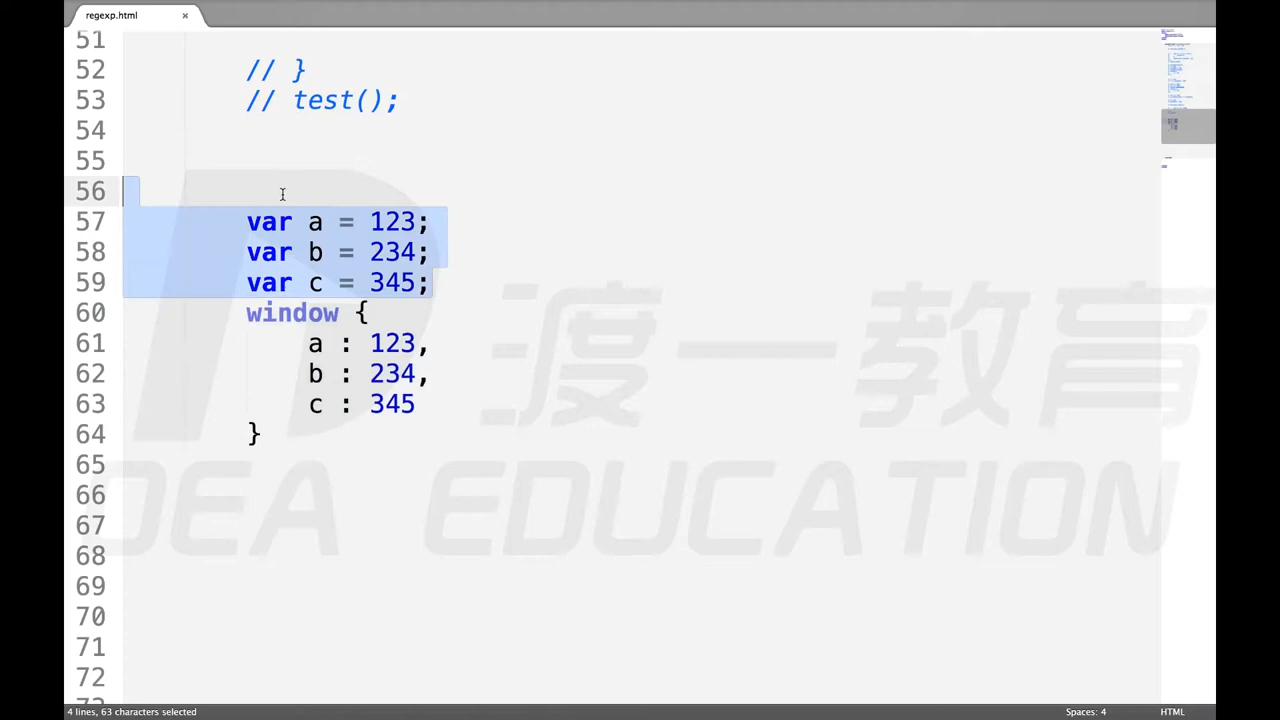 regexp.html ×
51
52 // }
53 // test();
54
55
56
57 var a = 123;
58 var b = 234;
59 var c = 345;
60 window {
61 a : 123,
62 b : 234,
63 c : 345
64 }
65
66
67
68
69
70
71
72
渡一教育
DEA EDUCATION
4 lines, 63 characters selected Spaces: 4 HTML